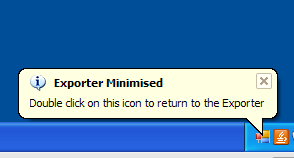 Exporter Minimised
Double click on this icon to return to the Exporter